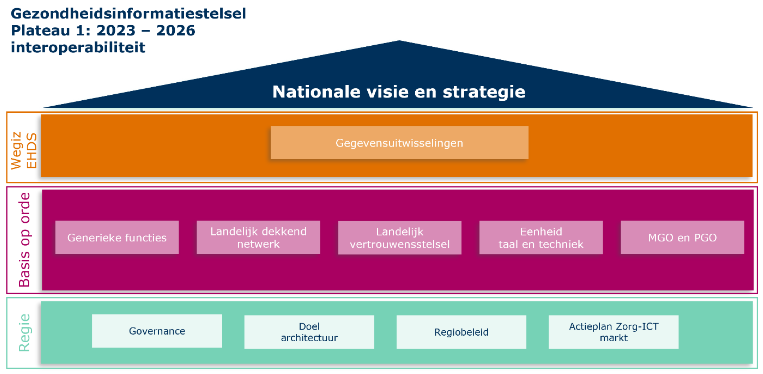 Gezondheidsinformatiestelsel
Plateau 1: 2023 – 2026
interoperabiliteit
Nationale visie en strategie
Wegiz
EHDS
Gegevensuitwisselingen
Basis op orde
Generieke functies
Landelijk dekkend
netwerk
Landelijk
vertrouwensstelsel
Eenheid
taal en techniek
MGO en PGO
Regie
Governance
Doel
architectuur
Regiobeleid
Actieplan Zorg-ICT
markt